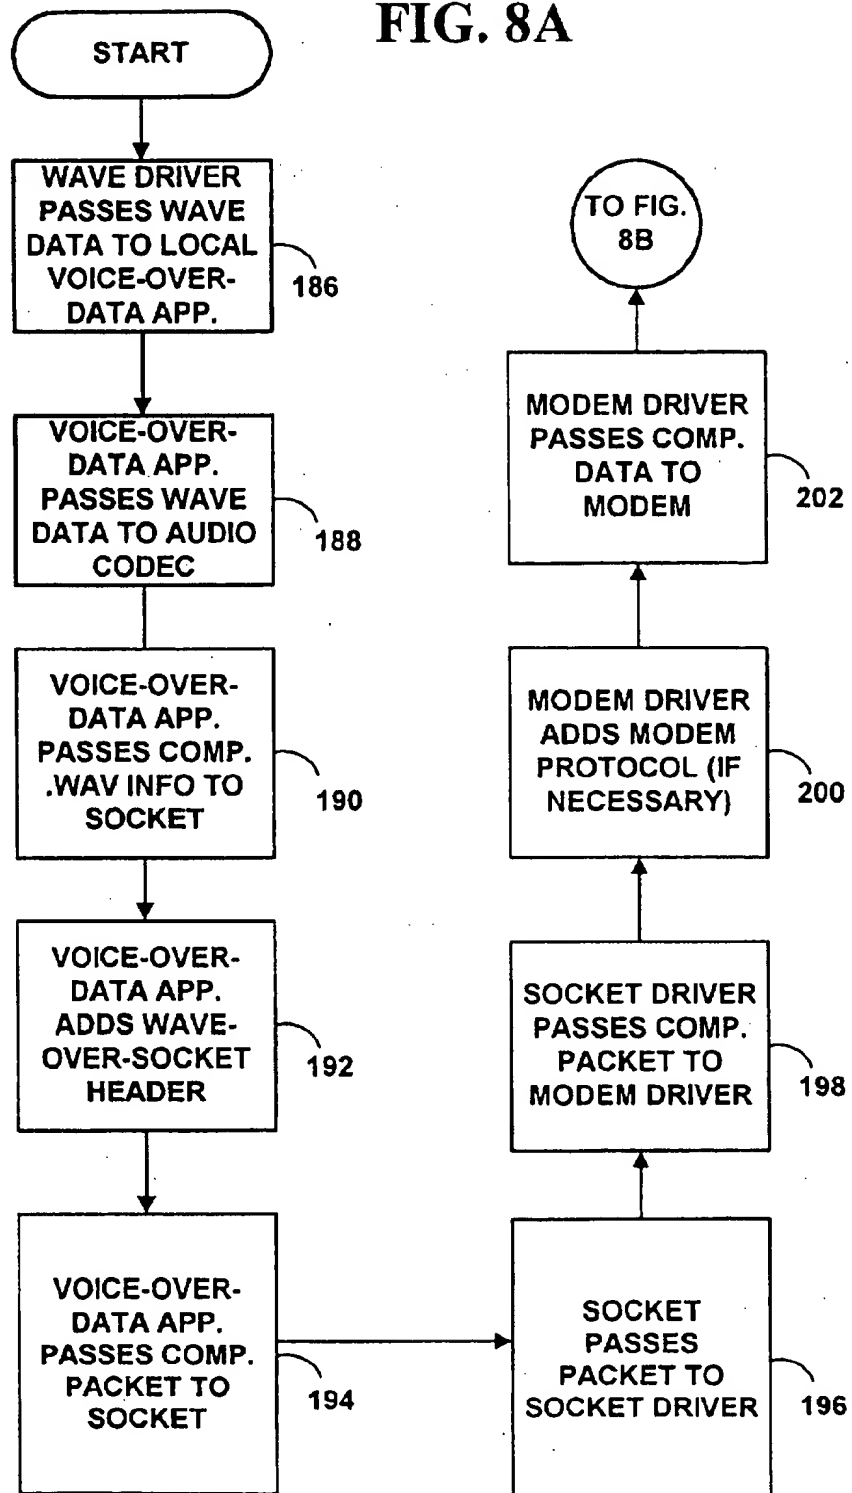 FIG. 8A
START
WAVE DRIVER
PASSES WAVE
DATA TO LOCAL
VOICE-OVER-
DATA APP.
186
VOICE-OVER-
DATA APP.
PASSES WAVE
DATA TO AUDIO
CODEC
188
VOICE-OVER-
DATA APP.
PASSES COMP.
.WAV INFO TO
SOCKET
190
VOICE-OVER-
DATA APP.
ADDS WAVE-
OVER-SOCKET
HEADER
192
VOICE-OVER-
DATA APP.
PASSES COMP.
PACKET TO
SOCKET
194
SOCKET
PASSES
PACKET TO
SOCKET DRIVER
196
SOCKET DRIVER
PASSES COMP.
PACKET TO
MODEM DRIVER
198
MODEM DRIVER
ADDS MODEM
PROTOCOL (IF
NECESSARY)
200
MODEM DRIVER
PASSES COMP.
DATA TO
MODEM
202
TO FIG.
8B